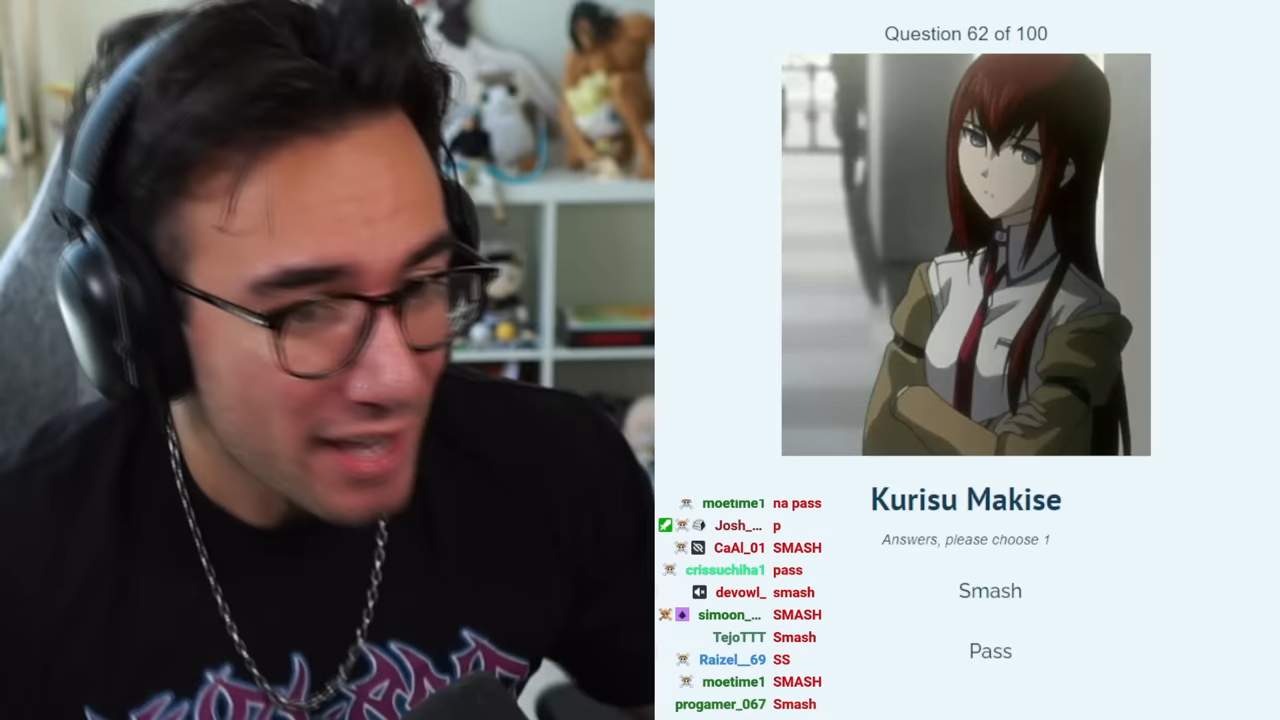 Question 62 of 100
Kurisu Makise
Answers, please choose 1
Smash
Pass
moetime1 na pass
Josh_... p
CaAl_01 SMASH
crissuchiha1 pass
devowl_ smash
simoon_... SMASH
TejoTTT Smash
Raizel__69 SS
moetime1 SMASH
progamer_067 Smash